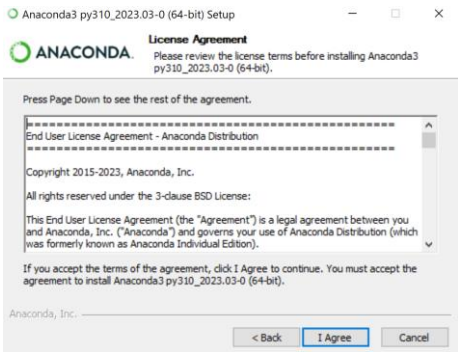 Anaconda3 py310_2023.03-0 (64-bit) Setup
ANACONDA.
License Agreement
Please review the license terms before installing Anaconda3
py310_2023.03-0 (64-bit).
Press Page Down to see the rest of the agreement.
======================================================
End User License Agreement - Anaconda Distribution
======================================================
Copyright 2015-2023, Anaconda, Inc.
All rights reserved under the 3-clause BSD License:
This End User License Agreement (the "Agreement") is a legal agreement between you
and Anaconda, Inc. ("Anaconda") and governs your use of Anaconda Distribution (which
was formerly known as Anaconda Individual Edition).
If you accept the terms of the agreement, click I Agree to continue. You must accept the
agreement to install Anaconda3 py310_2023.03-0 (64-bit).
Anaconda, Inc.
< Back I Agree Cancel